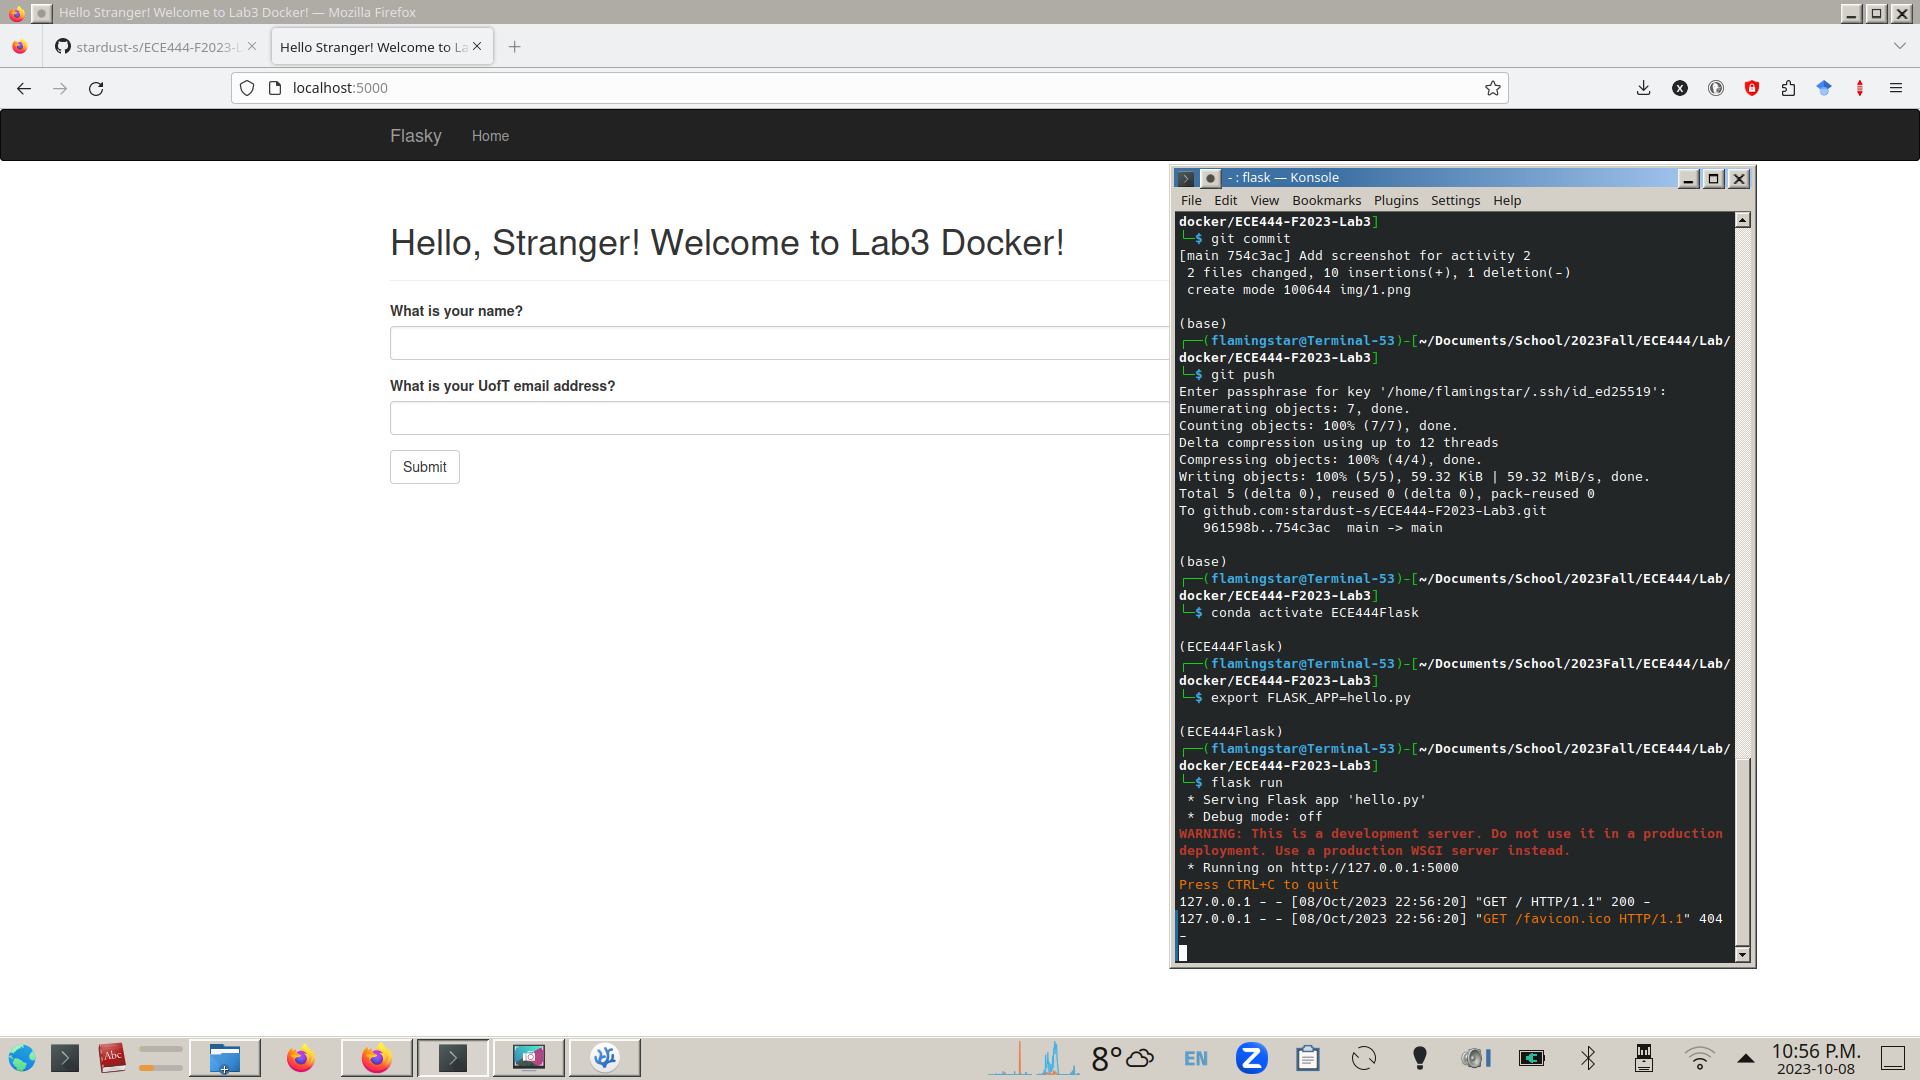 Hello Stranger! Welcome to Lab3 Docker! — Mozilla Firefox
stardust-s/ECE444-F2023-L
Hello Stranger! Welcome to La
localhost:5000
Flasky
Home
Hello, Stranger! Welcome to Lab3 Docker!
What is your name?
What is your UofT email address?
Submit
- : flask — Konsole
File Edit View Bookmarks Plugins Settings Help
docker/ECE444-F2023-Lab3]
└─$ git commit
[main 754c3ac] Add screenshot for activity 2
 2 files changed, 10 insertions(+), 1 deletion(-)
 create mode 100644 img/1.png
(base)
┌──(flamingstar@Terminal-53)-[~/Documents/School/2023Fall/ECE444/Lab/
docker/ECE444-F2023-Lab3]
└─$ git push
Enter passphrase for key '/home/flamingstar/.ssh/id_ed25519':
Enumerating objects: 7, done.
Counting objects: 100% (7/7), done.
Delta compression using up to 12 threads
Compressing objects: 100% (4/4), done.
Writing objects: 100% (5/5), 59.32 KiB | 59.32 MiB/s, done.
Total 5 (delta 0), reused 0 (delta 0), pack-reused 0
To github.com:stardust-s/ECE444-F2023-Lab3.git
   961598b..754c3ac  main -> main
(base)
┌──(flamingstar@Terminal-53)-[~/Documents/School/2023Fall/ECE444/Lab/
docker/ECE444-F2023-Lab3]
└─$ conda activate ECE444Flask
(ECE444Flask)
┌──(flamingstar@Terminal-53)-[~/Documents/School/2023Fall/ECE444/Lab/
docker/ECE444-F2023-Lab3]
└─$ export FLASK_APP=hello.py
(ECE444Flask)
┌──(flamingstar@Terminal-53)-[~/Documents/School/2023Fall/ECE444/Lab/
docker/ECE444-F2023-Lab3]
└─$ flask run
 * Serving Flask app 'hello.py'
 * Debug mode: off
WARNING: This is a development server. Do not use it in a production
deployment. Use a production WSGI server instead.
 * Running on http://127.0.0.1:5000
Press CTRL+C to quit
127.0.0.1 - - [08/Oct/2023 22:56:20] "GET / HTTP/1.1" 200 -
127.0.0.1 - - [08/Oct/2023 22:56:20] "GET /favicon.ico HTTP/1.1" 404
-
Abc
8°
EN
Z
10:56 P.M.
2023-10-08